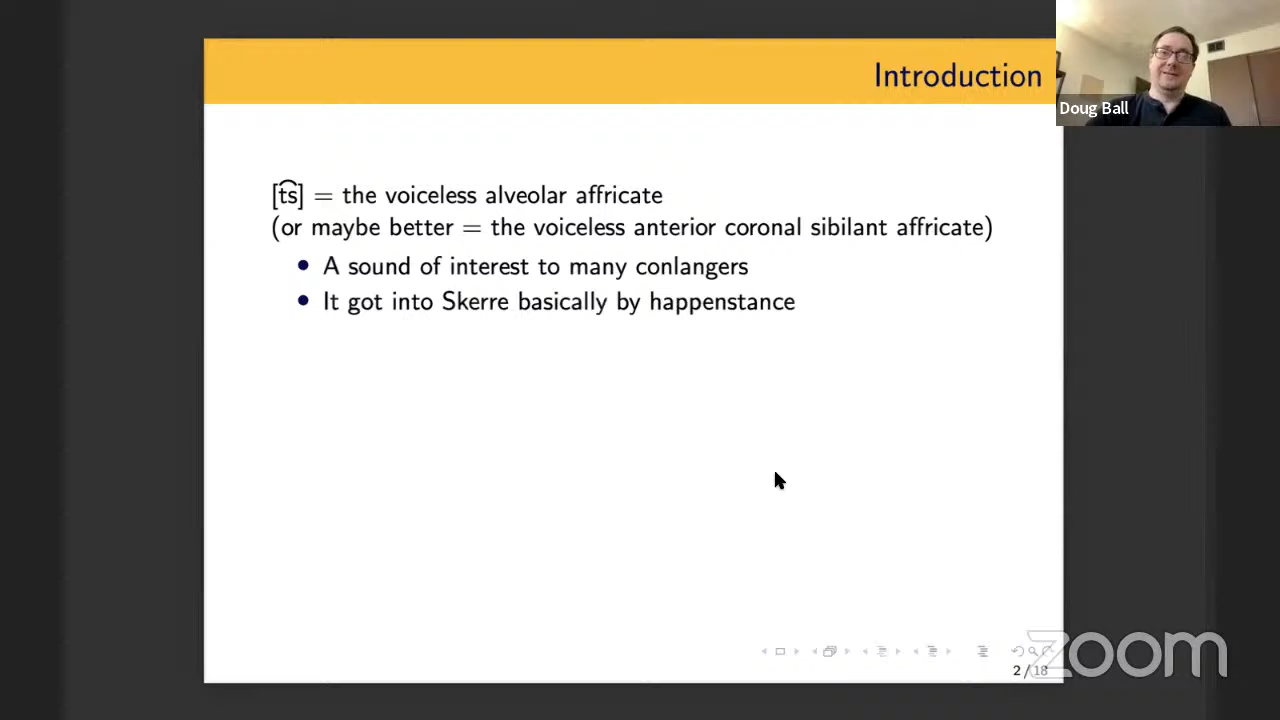 Introduction
Doug Ball
[t͡s] = the voiceless alveolar affricate
(or maybe better = the voiceless anterior coronal sibilant affricate)
• A sound of interest to many conlangers
• It got into Skerre basically by happenstance
2 / 18
zoom